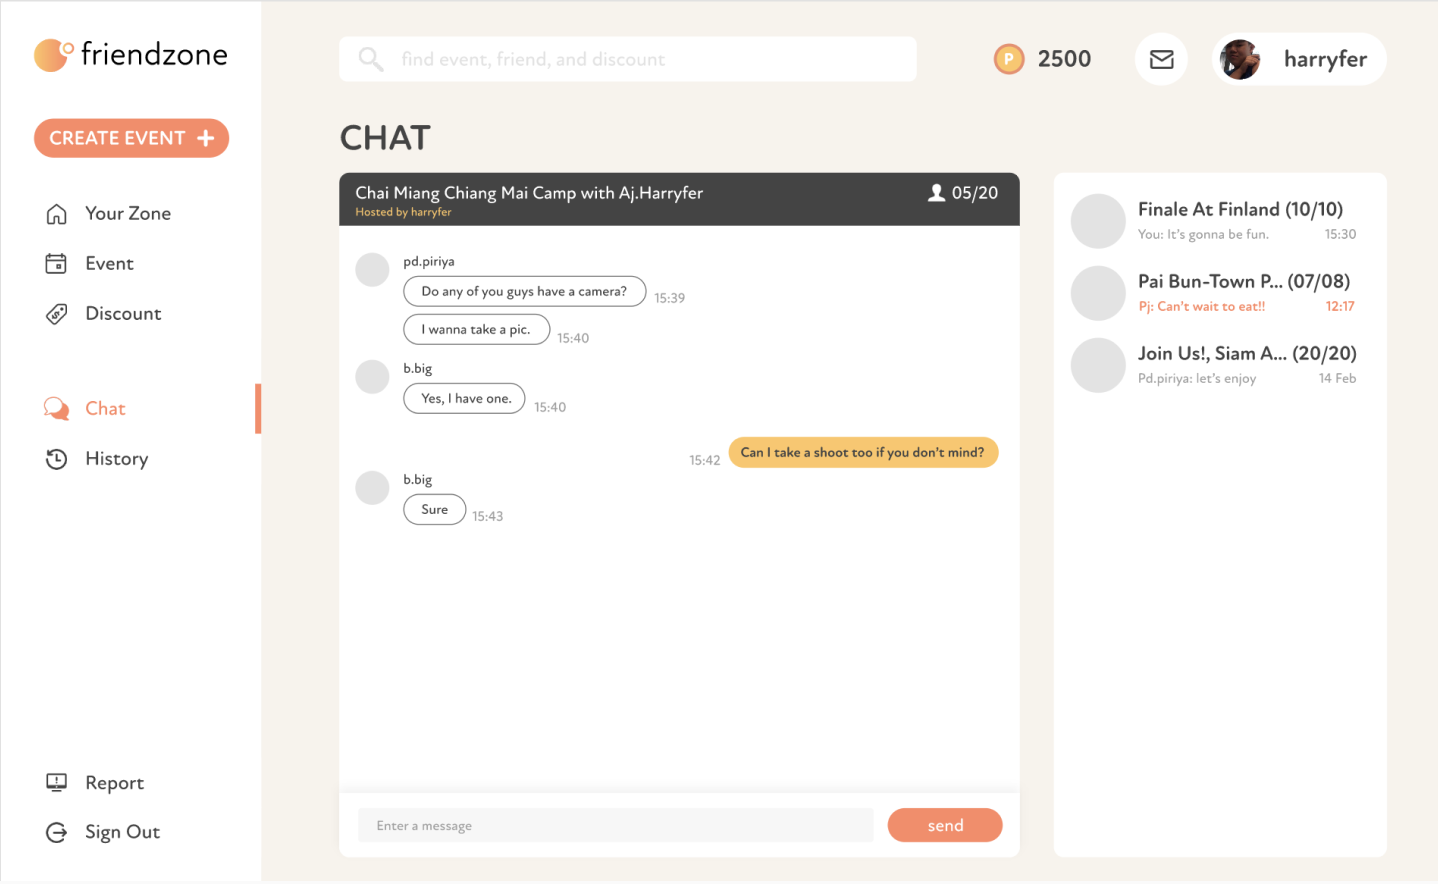 friendzone
find event, friend, and discount
P 2500
harryfer
CREATE EVENT +
Your Zone
Event
Discount
Chat
History
Report
Sign Out
CHAT
Chai Miang Chiang Mai Camp with Aj.Harryfer
05/20
Hosted by harryfer
pd.piriya
Do any of you guys have a camera? 15:39
I wanna take a pic. 15:40
b.big
Yes, I have one. 15:40
15:42 Can I take a shoot too if you don't mind?
b.big
Sure 15:43
Enter a message
send
Finale At Finland (10/10)
You: It's gonna be fun. 15:30
Pai Bun-Town P... (07/08)
Pj: Can't wait to eat!! 12:17
Join Us!, Siam A... (20/20)
Pd.piriya: let's enjoy 14 Feb